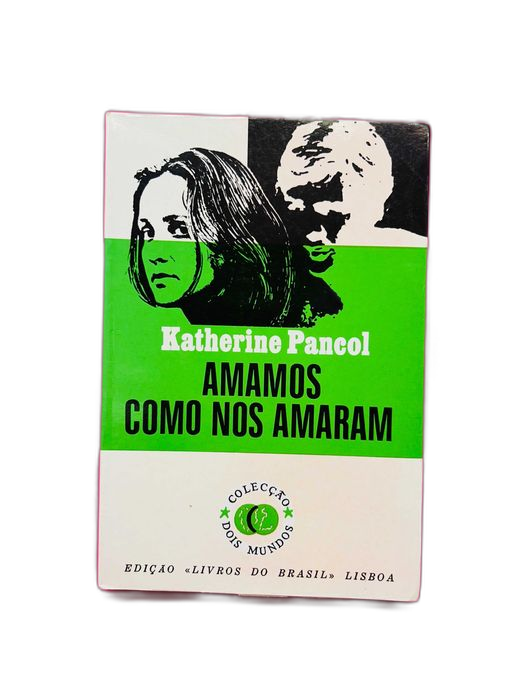 Katherine Pancol
AMAMOS
COMO NOS AMARAM
COLECÇÃO
DOIS MUNDOS
EDIÇÃO «LIVROS DO BRASIL» LISBOA